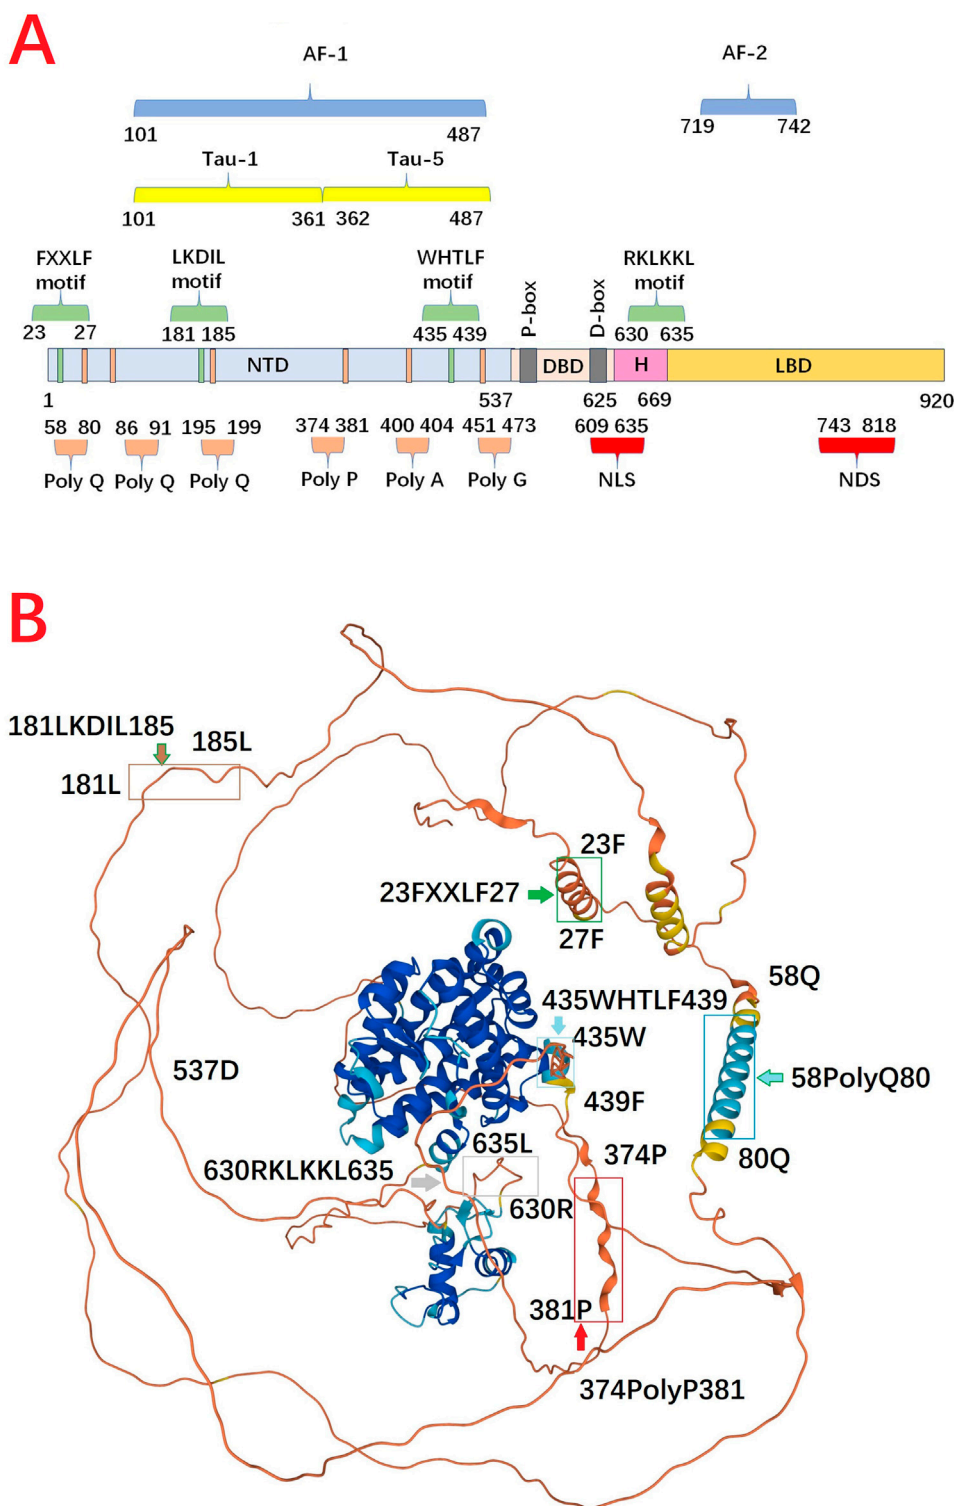 A
AF-1
AF-2
101 487
719 742
Tau-1 Tau-5
101 361 362 487
FXXLF motif
LKDIL motif
WHTLF motif
P-box
D-box
RKLKKL motif
23 27 181 185 435 439 630 635
NTD DBD H LBD
1 537 625 669 920
58 80 86 91 195 199 374 381 400 404 451 473 609 635 743 818
Poly Q Poly Q Poly Q Poly P Poly A Poly G NLS NDS
B
181LKDIL185
185L
181L
23F
23FXXLF27
27F
58Q
435WHTLF439
435W
537D
58PolyQ80
439F
635L
374P
80Q
630RKLKKL635
630R
381P
374PolyP381